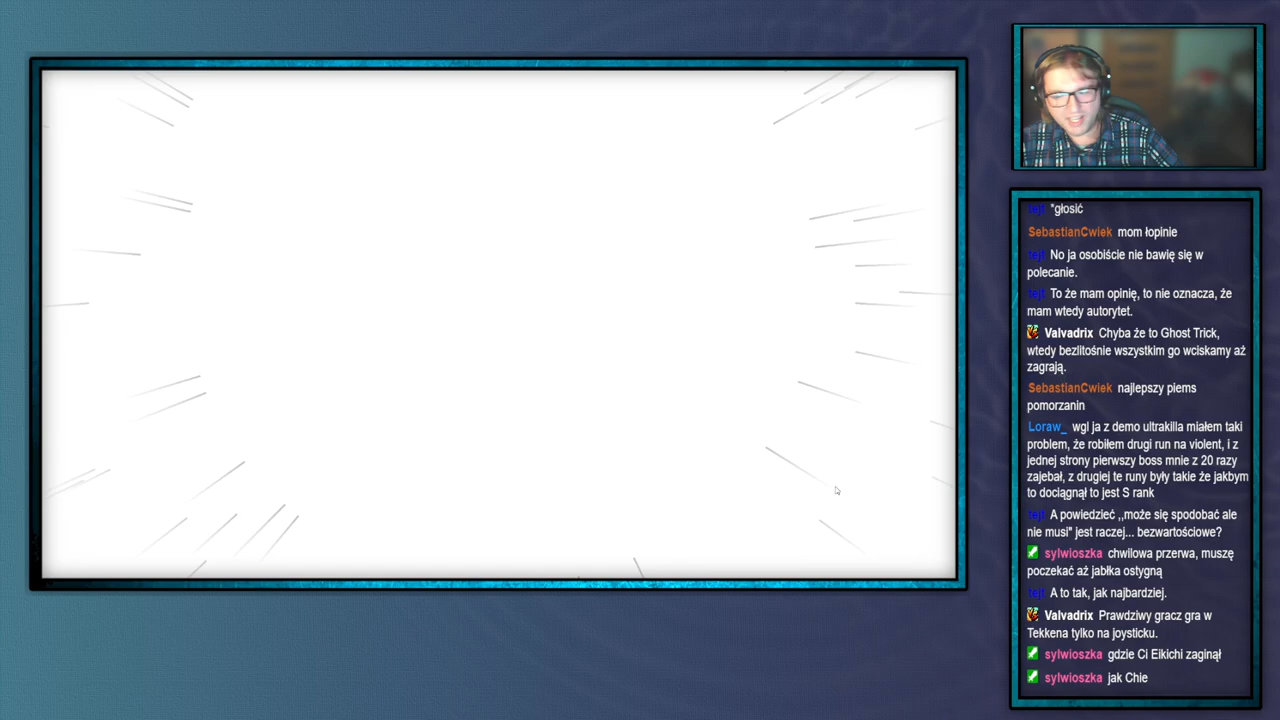 tejt *głosić
SebastianCwiek mom łopinie
tejt No ja osobiście nie bawię się w
polecanie.
tejt To że mam opinię, to nie oznacza, że
mam wtedy autorytet.
Valvadrix Chyba że to Ghost Trick,
wtedy bezlitośnie wszystkim go wciskamy aż
zagrają.
SebastianCwiek najlepszy piems
pomorzanin
Loraw_ wgl ja z demo ultrakilla miałem taki
problem, że robiłem drugi run na violent, i z
jednej strony pierwszy boss mnie z 20 razy
zajebał, z drugiej te runy były takie że jakbym
to dociągnął to jest S rank
tejt A powiedzieć ,,może się spodobać ale
nie musi" jest raczej... bezwartościowe?
sylwioszka chwilowa przerwa, muszę
poczekać aż jabłka ostygną
tejt A to tak, jak najbardziej.
Valvadrix Prawdziwy gracz gra w
Tekkena tylko na joysticku.
sylwioszka gdzie Ci Eikichi zaginął
sylwioszka jak Chie